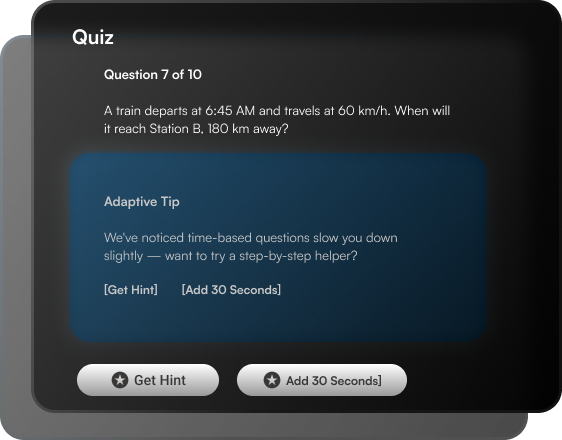 Quiz
Question 7 of 10
A train departs at 6:45 AM and travels at 60 km/h. When will
it reach Station B, 180 km away?
Adaptive Tip
We've noticed time-based questions slow you down
slightly — want to try a step-by-step helper?
[Get Hint] [Add 30 Seconds]
Get Hint Add 30 Seconds]